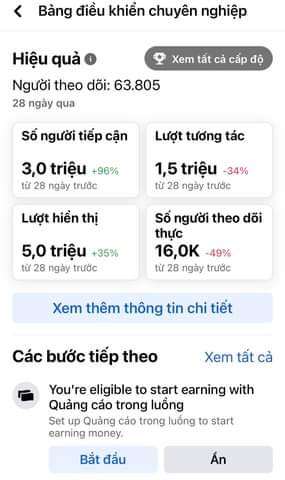 Bảng điều khiển chuyên nghiệp
Hiệu quả
Xem tất cả cấp độ
Người theo dõi: 63.805
28 ngày qua
Số người tiếp cận
3,0 triệu +96%
từ 28 ngày trước
Lượt tương tác
1,5 triệu -34%
từ 28 ngày trước
Lượt hiển thị
5,0 triệu +35%
từ 28 ngày trước
Số người theo dõi
thực
16,0K -49%
từ 28 ngày trước
Xem thêm thông tin chi tiết
Các bước tiếp theo
Xem tất cả
You're eligible to start earning with
Quảng cáo trong luồng
Set up Quảng cáo trong luồng to start
earning money.
Bắt đầu
Ẩn